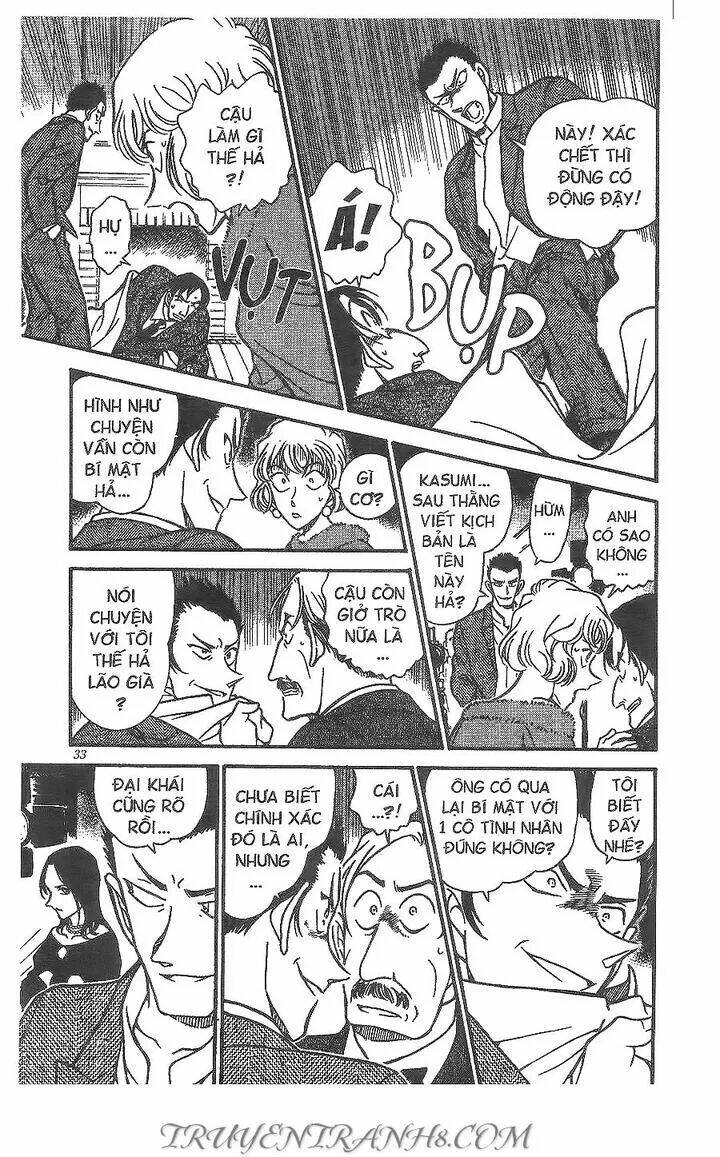 NÀY! XÁC
CHẾT THÌ
ĐỪNG CÓ
ĐỘNG ĐẬY!
Á!
BỤP
CẬU
LÀM GÌ
THẾ HẢ
?!
HỰ
...
VỤT
ANH
CÓ SAO
KHÔNG
...
HỪM
...
KASUMI...
SAU THẰNG
VIẾT KỊCH
BẢN LÀ
TÊN
NÀY HẢ?
GÌ
CƠ?
HÌNH NHƯ
CHUYỆN
VẪN CÒN
BÍ MẬT
HẢ...
CẬU CÒN
GIỞ TRÒ
NỮA LÀ
...
NÓI
CHUYỆN
VỚI TÔI
THẾ HẢ
LÃO GIÀ
?
33
TÔI
BIẾT
ĐẤY
NHÉ?
ÔNG CÓ QUA
LẠI BÍ MẬT VỚI
1 CÔ TÌNH NHÂN
ĐÚNG KHÔNG?
CÁI
...?!
CHƯA BIẾT
CHÍNH XÁC
ĐÓ LÀ AI,
NHƯNG
...
ĐẠI KHÁI
CŨNG RÕ
RỒI...
TRUYENTRANH8.COM